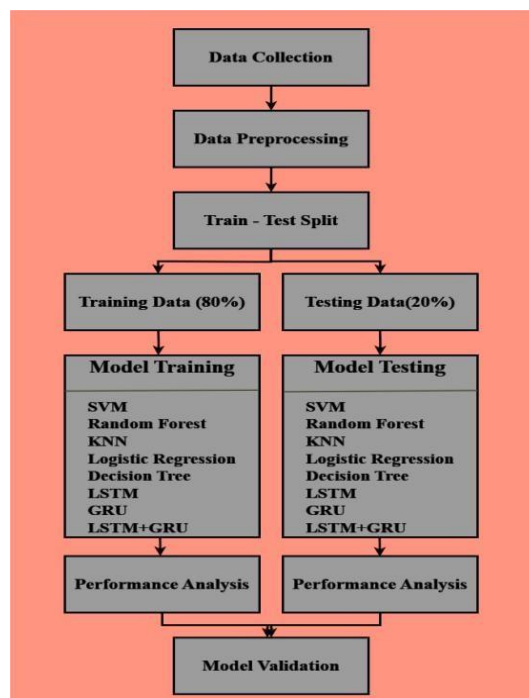 Data Collection
Data Preprocessing
Train - Test Split
Training Data (80%)
Testing Data(20%)
Model Training
SVM
Random Forest
KNN
Logistic Regression
Decision Tree
LSTM
GRU
LSTM+GRU
Model Testing
SVM
Random Forest
KNN
Logistic Regression
Decision Tree
LSTM
GRU
LSTM+GRU
Performance Analysis
Performance Analysis
Model Validation